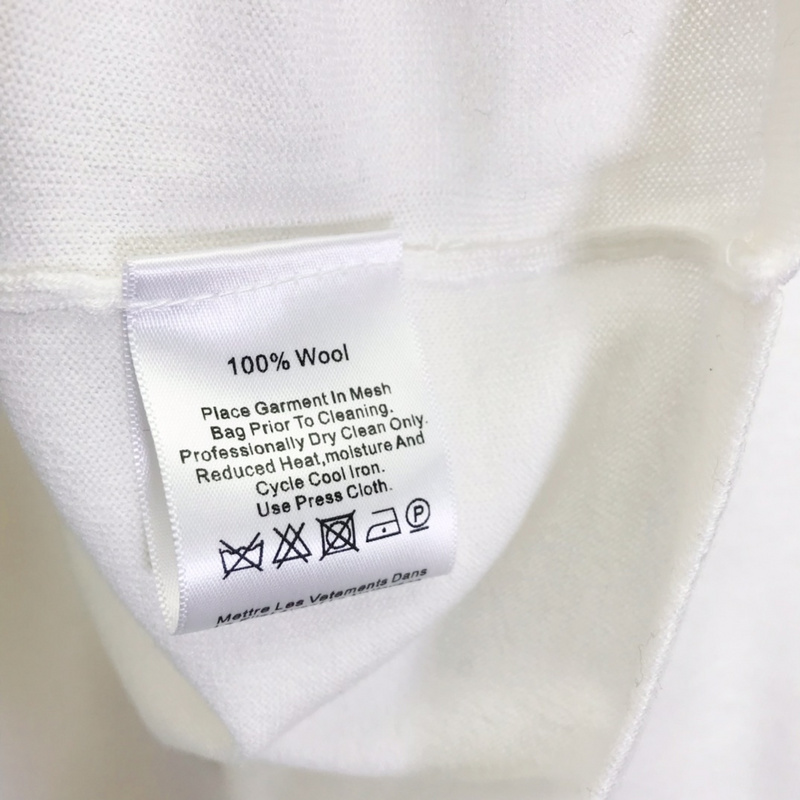 100% Wool
Place Garment In Mesh
Bag Prior To Cleaning.
Professionally Dry Clean Only.
Reduced Heat,moisture And
Cycle Cool Iron.
Use Press Cloth.
P
Mettre Les Vetements Dans